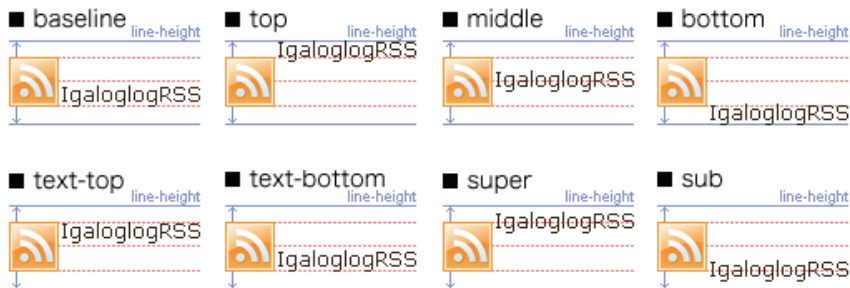 ■ baseline
line-height
IgaloglogRSS
■ top
line-height
IgaloglogRSS
■ middle
line-height
IgaloglogRSS
■ bottom
line-height
IgaloglogRSS
■ text-top
line-height
IgaloglogRSS
■ text-bottom
line-height
IgaloglogRSS
■ super
line-height
IgaloglogRSS
■ sub
line-height
IgaloglogRSS